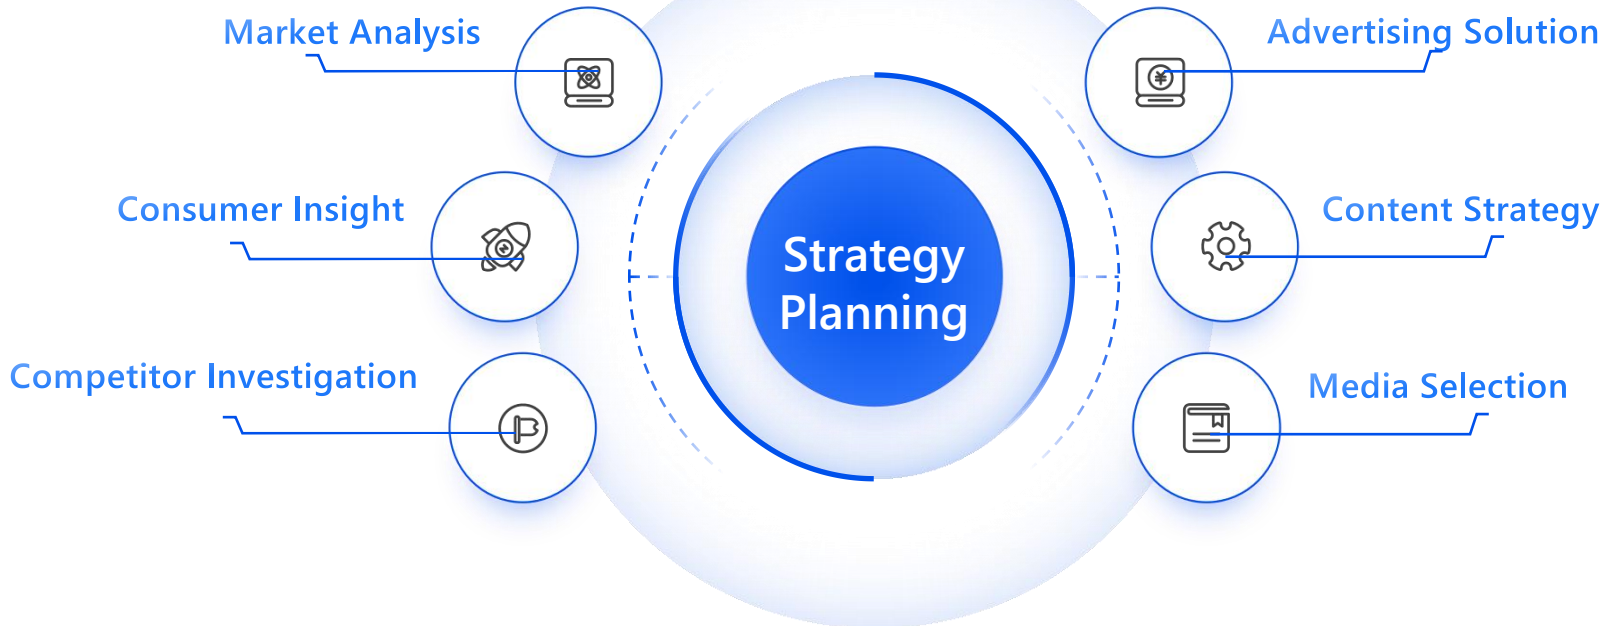 Market Analysis
Advertising Solution
Consumer Insight
Content Strategy
Strategy
Planning
Competitor Investigation
Media Selection